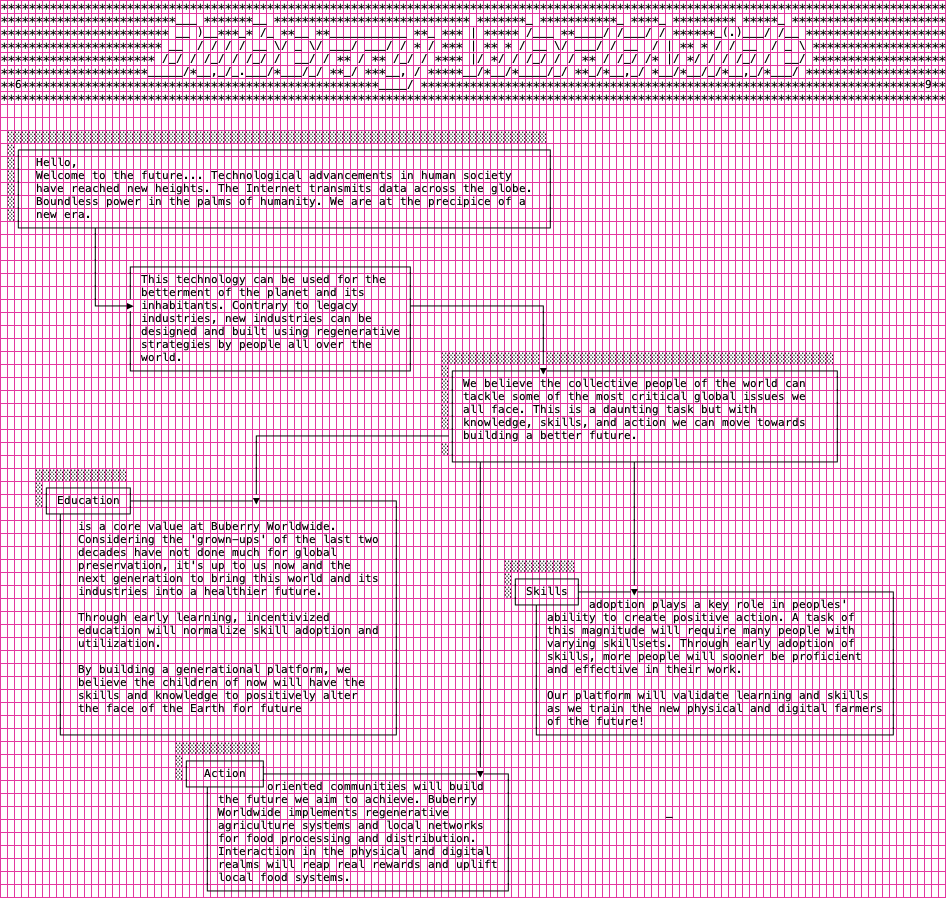 6
9
Hello,
Welcome to the future... Technological advancements in human society
have reached new heights. The Internet transmits data across the globe.
Boundless power in the palms of humanity. We are at the precipice of a
new era.
This technology can be used for the
betterment of the planet and its
inhabitants. Contrary to legacy
industries, new industries can be
designed and built using regenerative
strategies by people all over the
world.
We believe the collective people of the world can
tackle some of the most critical global issues we
all face. This is a daunting task but with
knowledge, skills, and action we can move towards
building a better future.
Education
is a core value at Buberry Worldwide.
Considering the 'grown-ups' of the last two
decades have not done much for global
preservation, it's up to us now and the
next generation to bring this world and its
industries into a healthier future.
Through early learning, incentivized
education will normalize skill adoption and
utilization.
By building a generational platform, we
believe the children of now will have the
skills and knowledge to positively alter
the face of the Earth for future
Skills
adoption plays a key role in peoples'
ability to create positive action. A task of
this magnitude will require many people with
varying skillsets. Through early adoption of
skills, more people will sooner be proficient
and effective in their work.
Our platform will validate learning and skills
as we train the new physical and digital farmers
of the future!
Action
oriented communities will build
the future we aim to achieve. Buberry
Worldwide implements regenerative
agriculture systems and local networks
for food processing and distribution.
Interaction in the physical and digital
realms will reap real rewards and uplift
local food systems.